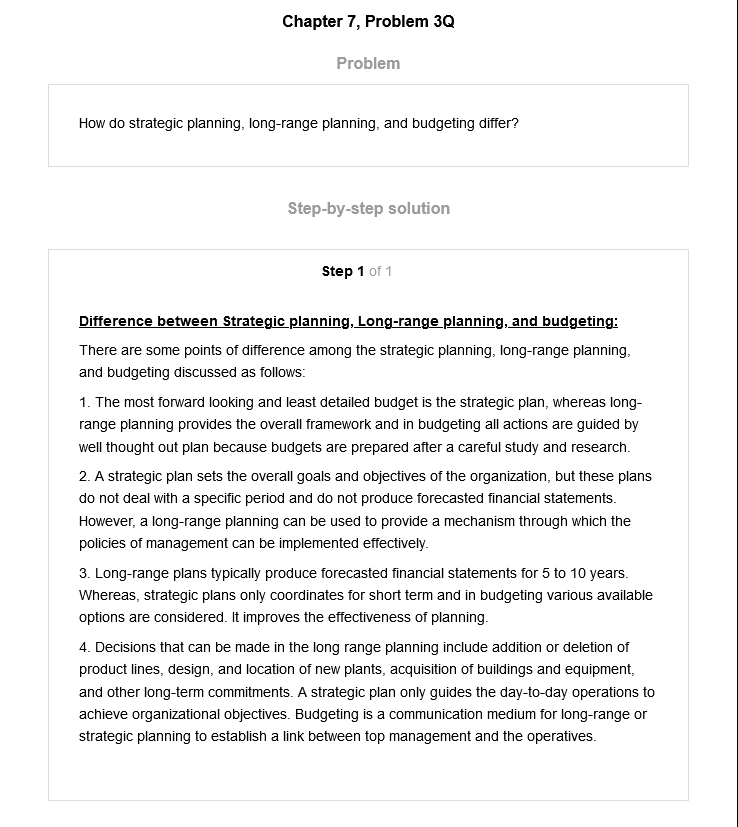 Chapter 7, Problem 3Q
Problem
How do strategic planning, long-range planning, and budgeting differ?
Step-by-step solution
Step 1 of 1
Difference between Strategic planning, Long-range planning, and budgeting:
There are some points of difference among the strategic planning, long-range planning,
and budgeting discussed as follows:
1. The most forward looking and least detailed budget is the strategic plan, whereas long-
range planning provides the overall framework and in budgeting all actions are guided by
well thought out plan because budgets are prepared after a careful study and research.
2. A strategic plan sets the overall goals and objectives of the organization, but these plans
do not deal with a specific period and do not produce forecasted financial statements.
However, a long-range planning can be used to provide a mechanism through which the
policies of management can be implemented effectively.
3. Long-range plans typically produce forecasted financial statements for 5 to 10 years.
Whereas, strategic plans only coordinates for short term and in budgeting various available
options are considered. It improves the effectiveness of planning.
4. Decisions that can be made in the long range planning include addition or deletion of
product lines, design, and location of new plants, acquisition of buildings and equipment,
and other long-term commitments. A strategic plan only guides the day-to-day operations to
achieve organizational objectives. Budgeting is a communication medium for long-range or
strategic planning to establish a link between top management and the operatives.